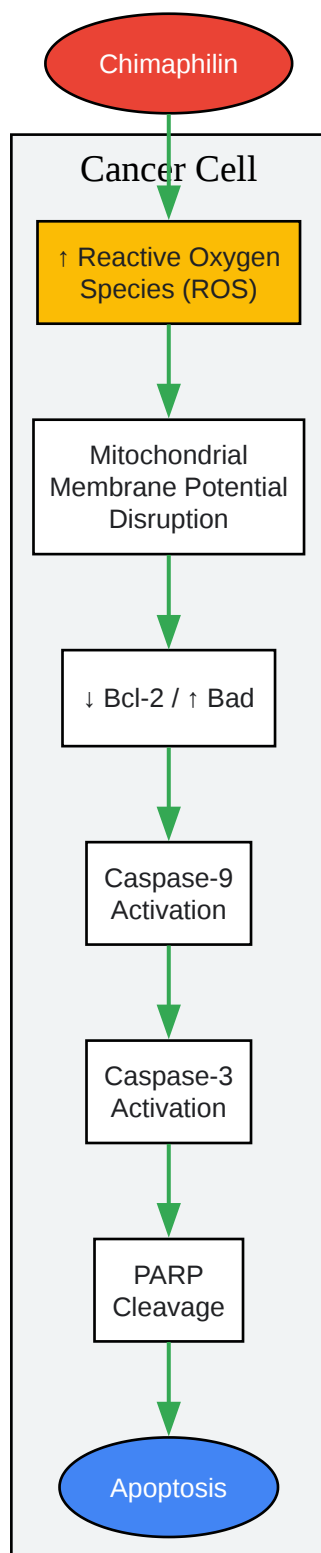 Chimaphilin
Cancer Cell
↑ Reactive Oxygen
Species (ROS)
Mitochondrial
Membrane Potential
Disruption
↓ Bcl-2 / ↑ Bad
Caspase-9
Activation
Caspase-3
Activation
PARP
Cleavage
Apoptosis